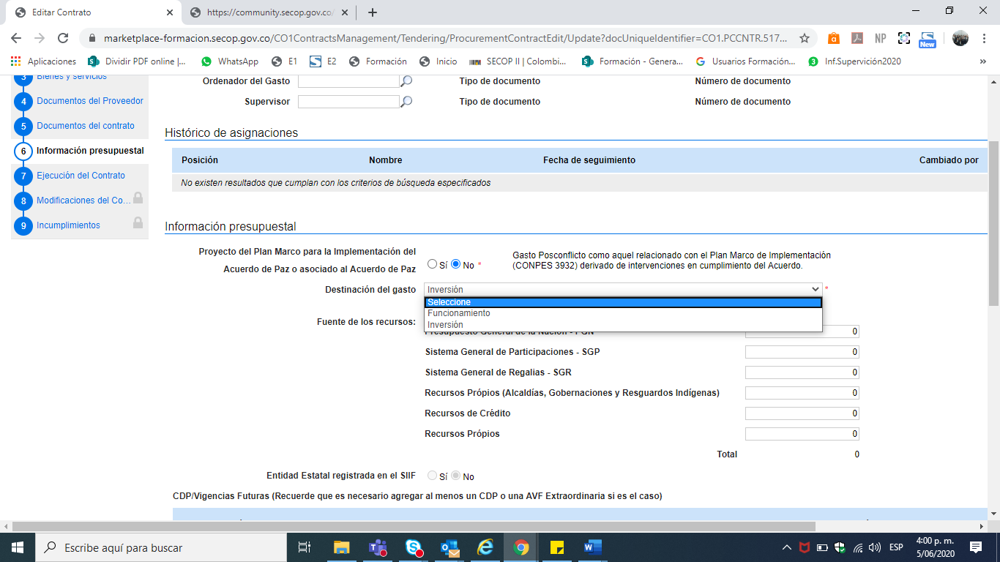 Editar Contrato
https://community.secop.gov.co/
marketplace-formacion.secop.gov.co/CO1ContractsManagement/Tendering/ProcurementContractEdit/Update?docUniqueIdentifier=CO1.PCCNTR.517...
NP
New
Aplicaciones
Dividir PDF online |...
WhatsApp
E1
E2
Formación
Inicio
SECOP II | Colombi...
Formación - Genera...
Usuarios Formación...
3
Inf.Supervición2020
»
3 Bienes y servicios
4 Documentos del Proveedor
5 Documentos del contrato
6 Información presupuestal
7 Ejecución del Contrato
8 Modificaciones del Co...
9 Incumplimientos
Ordenador del Gasto Tipo de documento Número de documento
Supervisor Tipo de documento Número de documento
Histórico de asignaciones
Posición Nombre Fecha de seguimiento Cambiado por
No existen resultados que cumplan con los criterios de búsqueda especificados
Información presupuestal
Proyecto del Plan Marco para la Implementación del
Acuerdo de Paz o asociado al Acuerdo de Paz
Sí No *
Gasto Posconflicto como aquel relacionado con el Plan Marco de Implementación
(CONPES 3932) derivado de intervenciones en cumplimiento del Acuerdo.
Destinación del gasto Inversión *
Seleccione
Funcionamiento
Inversión
Fuente de los recursos:
Presupuesto General de la Nación - PGN 0
Sistema General de Participaciones - SGP 0
Sistema General de Regalias - SGR 0
Recursos Própios (Alcaldías, Gobernaciones y Resguardos Indígenas) 0
Recursos de Crédito 0
Recursos Própios 0
Total 0
Entidad Estatal registrada en el SIIF Sí No
CDP/Vigencias Futuras (Recuerde que es necesario agregar al menos un CDP o una AVF Extraordinaria si es el caso)
Escribe aquí para buscar
ESP
4:00 p. m.
5/06/2020